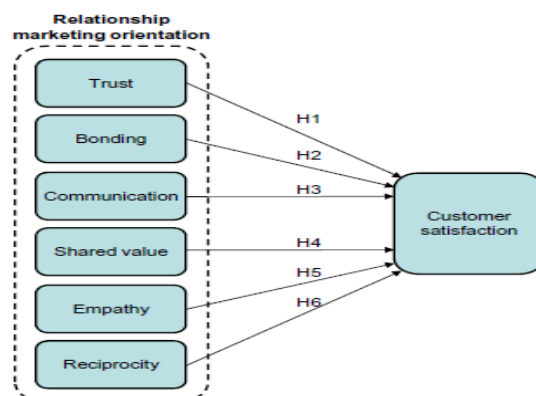 Relationship
marketing orientation
Trust
H1
Bonding
H2
Communication
H3
Customer
satisfaction
Shared value
H4
Empathy
H5
H6
Reciprocity